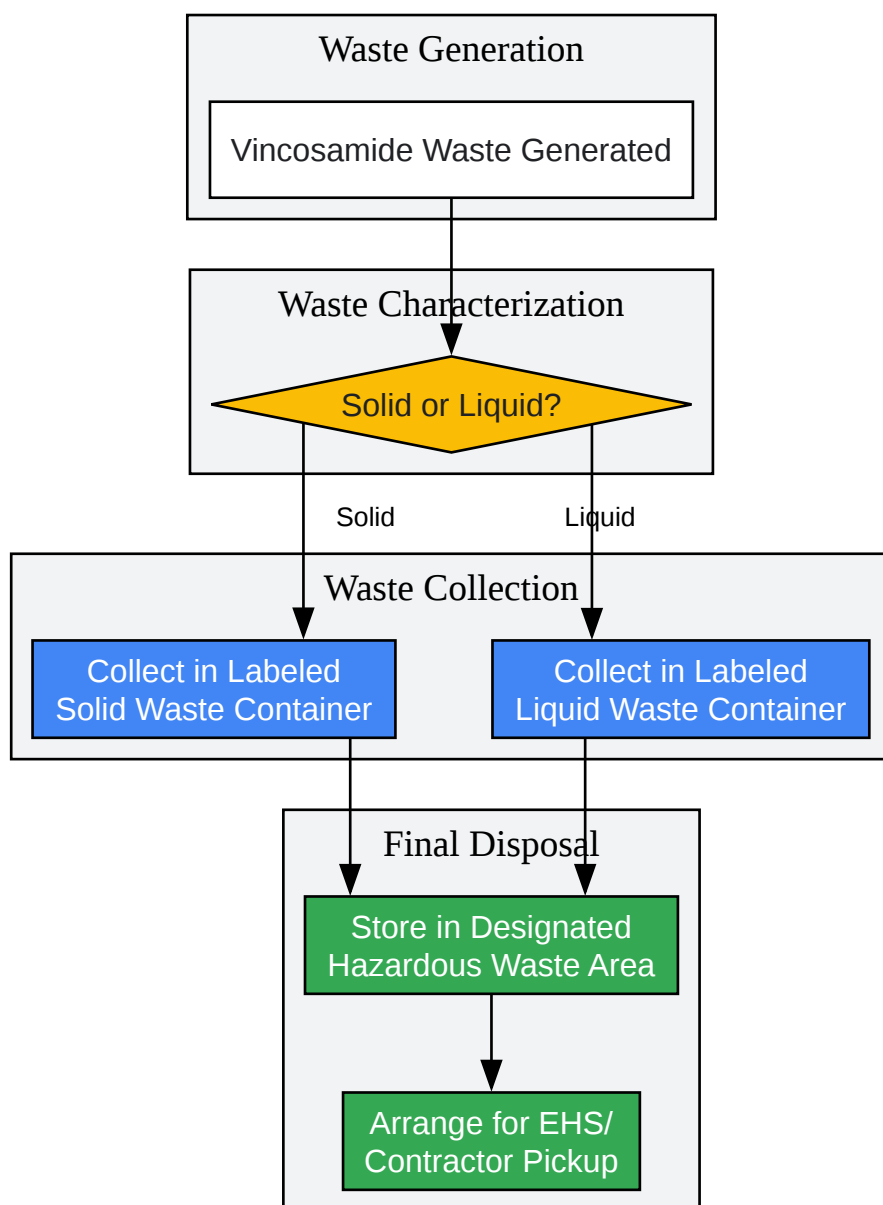 Waste Generation
Vincosamide Waste Generated
Waste Characterization
Solid or Liquid?
Solid
Liquid
Waste Collection
Collect in Labeled
Solid Waste Container
Collect in Labeled
Liquid Waste Container
Final Disposal
Store in Designated
Hazardous Waste Area
Arrange for EHS/
Contractor Pickup